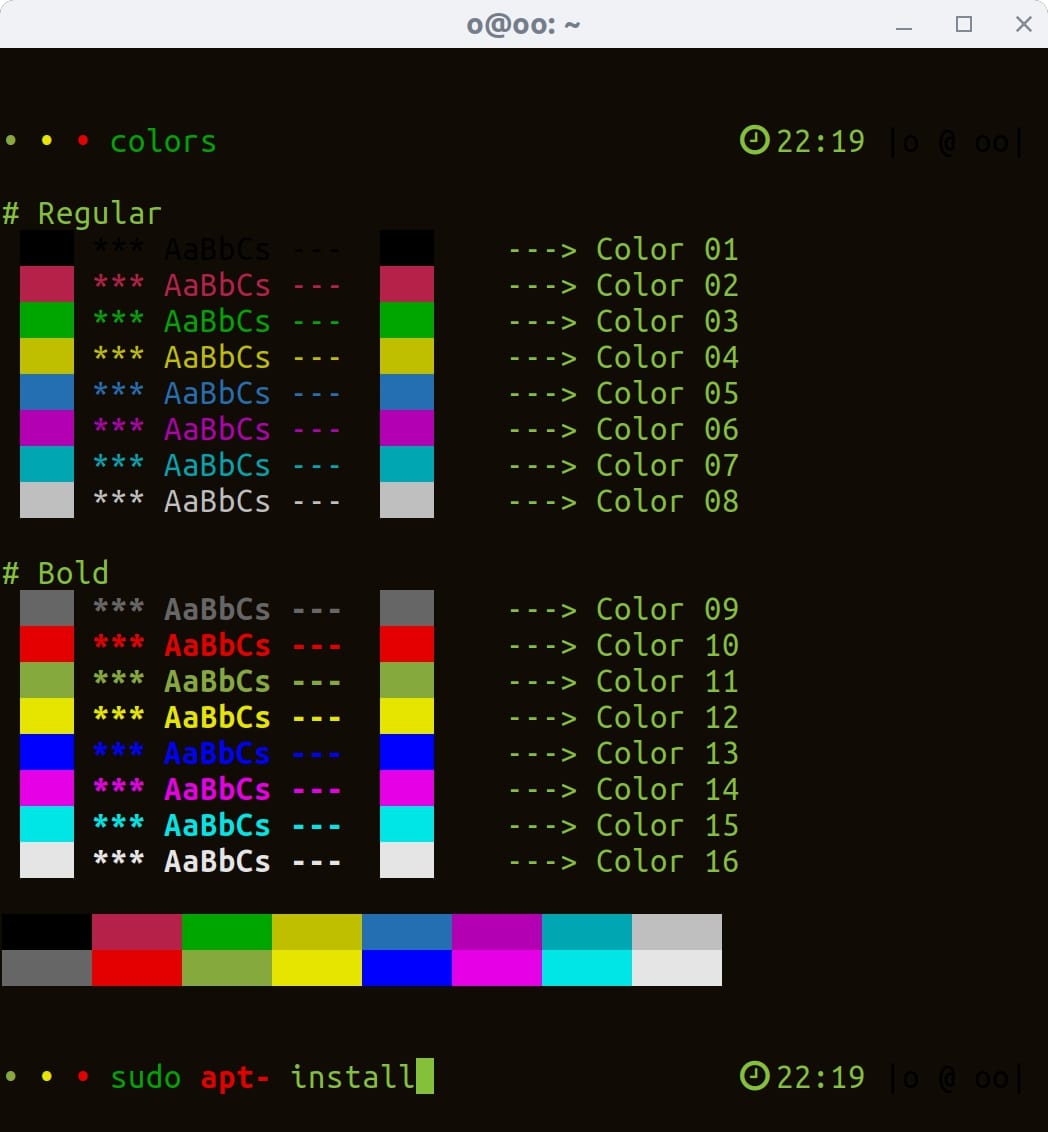 o@oo: ~
• • • colors 22:19 |o @ oo|
# Regular
*** AaBbCs --- ---> Color 01
*** AaBbCs --- ---> Color 02
*** AaBbCs --- ---> Color 03
*** AaBbCs --- ---> Color 04
*** AaBbCs --- ---> Color 05
*** AaBbCs --- ---> Color 06
*** AaBbCs --- ---> Color 07
*** AaBbCs --- ---> Color 08
# Bold
*** AaBbCs --- ---> Color 09
*** AaBbCs --- ---> Color 10
*** AaBbCs --- ---> Color 11
*** AaBbCs --- ---> Color 12
*** AaBbCs --- ---> Color 13
*** AaBbCs --- ---> Color 14
*** AaBbCs --- ---> Color 15
*** AaBbCs --- ---> Color 16
• • • sudo apt- install 22:19 |o @ oo|